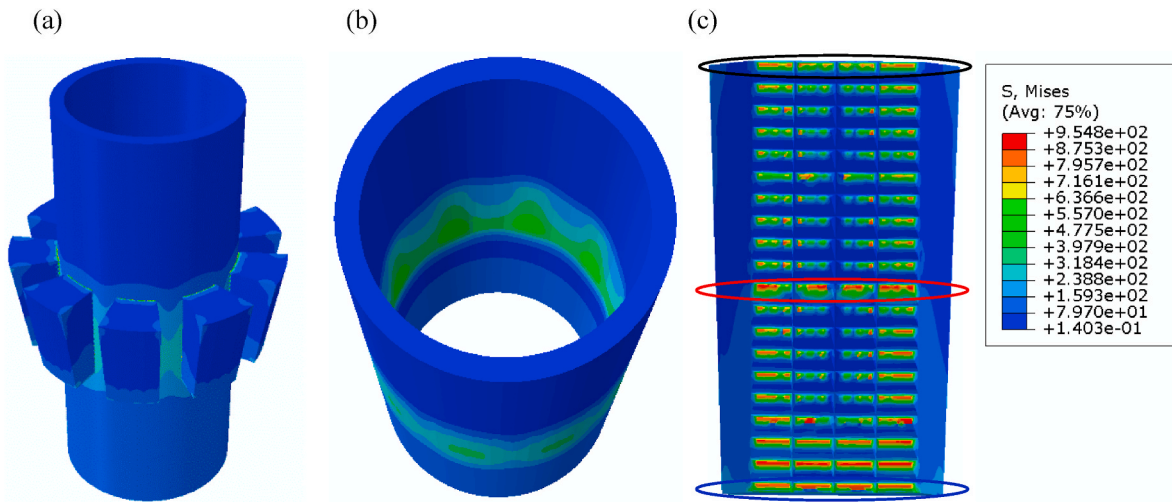 (a)
(b)
(c)
S, Mises
(Avg: 75%)
+9.548e+02
+8.753e+02
+7.957e+02
+7.161e+02
+6.366e+02
+5.570e+02
+4.775e+02
+3.979e+02
+3.184e+02
+2.388e+02
+1.593e+02
+7.970e+01
+1.403e-01